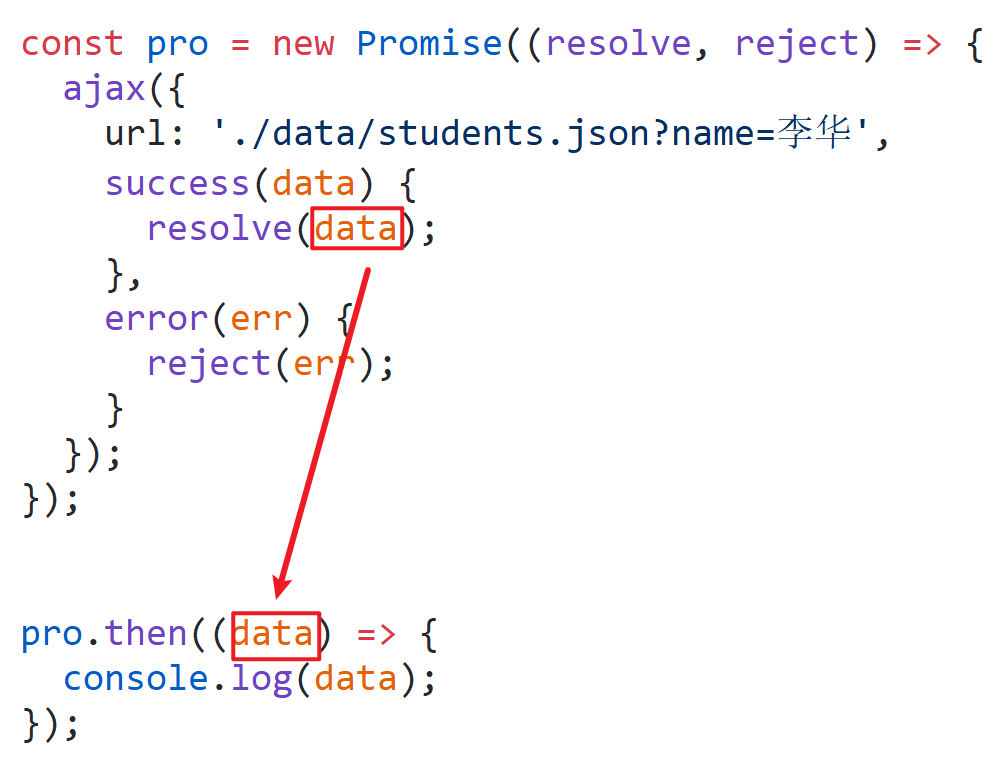 const pro = new Promise((resolve, reject) => {
  ajax({
    url: './data/students.json?name=李华',
    success(data) {
      resolve(data);
    },
    error(err) {
      reject(err);
    }
  });
});
pro.then((data) => {
  console.log(data);
});